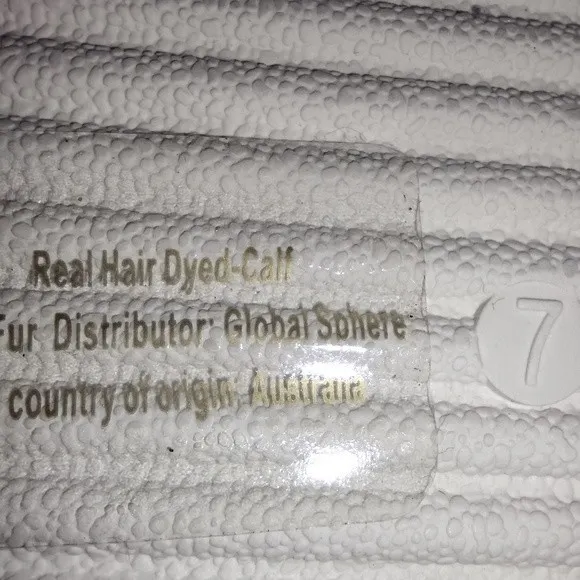 Real Hair Dyed-Calf
Fur Distributor: Global Sphere
country of origin: Australia
7